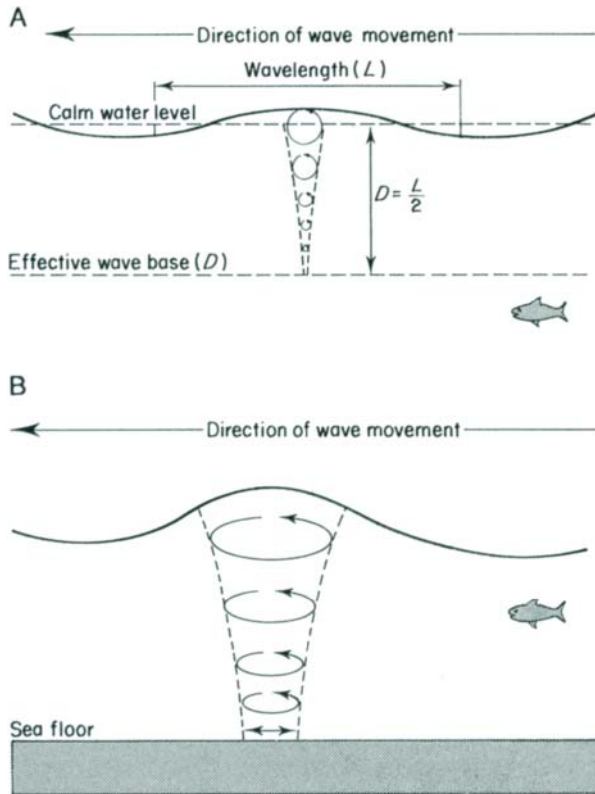 A
Direction of wave movement
Wavelength (L)
Calm water level
D = L/2
Effective wave base (D)
B
Direction of wave movement
Sea floor